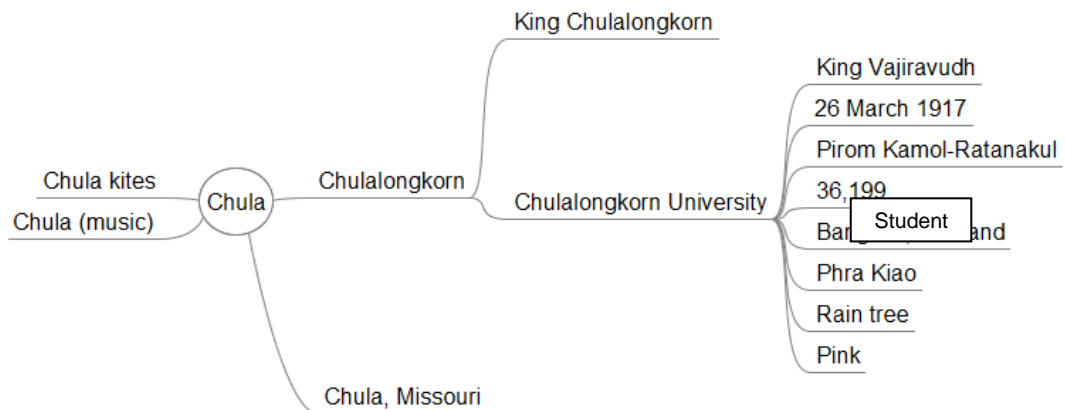 King Chulalongkorn
King Vajiravudh
26 March 1917
Pirom Kamol-Ratanakul
Chula kites
Chula
Chulalongkorn
36,199
Chula (music)
Chulalongkorn University
Student
Phra Kiao
Rain tree
Pink
Chula, Missouri